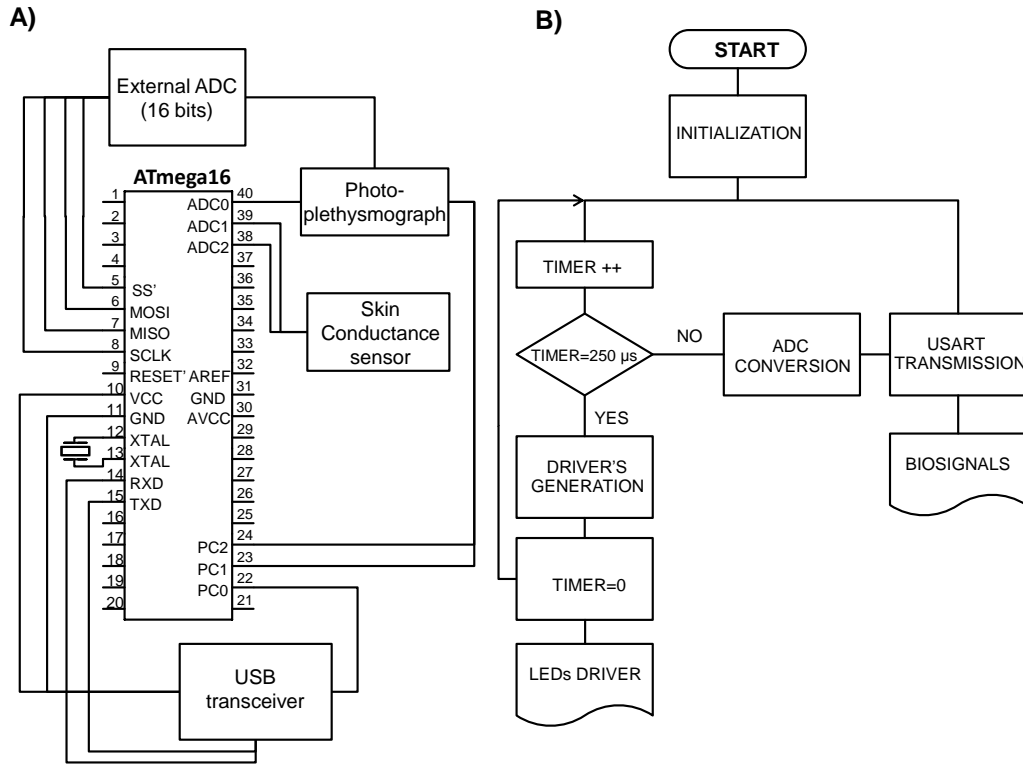 A)
External ADC
(16 bits)
ATmega16
Photo-
plethysmograph
Skin
Conductance
sensor
1
2
3
4
5
6
7
8
9
10
11
12
13
14
15
16
17
18
19
20
SS'
MOSI
MISO
SCLK
RESET' AREF
VCC GND
GND AVCC
XTAL
XTAL
RXD
TXD
ADC0
ADC1
ADC2
PC2
PC1
PC0
40
39
38
37
36
35
34
33
32
31
30
29
28
27
26
25
24
23
22
21
USB
transceiver
B)
START
INITIALIZATION
TIMER ++
TIMER=250 µs
NO
ADC
CONVERSION
USART
TRANSMISSION
YES
BIOSIGNALS
DRIVER'S
GENERATION
TIMER=0
LEDs DRIVER